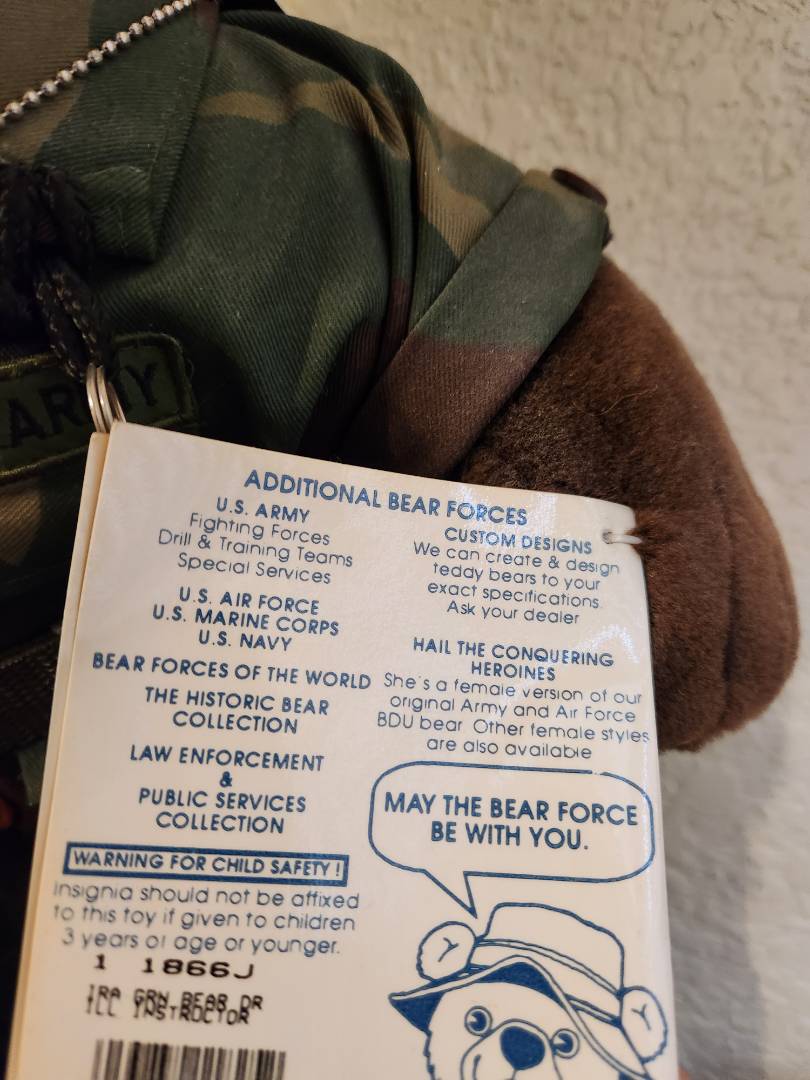 ARMY
ADDITIONAL BEAR FORCES
U.S. ARMY
Fighting Forces
Drill & Training Teams
Special Services
U.S. AIR FORCE
U.S. MARINE CORPS
U.S. NAVY
BEAR FORCES OF THE WORLD
THE HISTORIC BEAR
COLLECTION
LAW ENFORCEMENT
&
PUBLIC SERVICES
COLLECTION
WARNING FOR CHILD SAFETY!
Insignia should not be affixed
to this toy if given to children
3 years of age or younger.
1 1866J
GRN BEAR DR
ILL INSTRUCTOR
CUSTOM DESIGNS
We can create & design
teddy bears to your
exact specifications.
Ask your dealer
HAIL THE CONQUERING
HEROINES
She's a female version of our
original Army and Air Force
BDU bear. Other female styles
are also available
MAY THE BEAR FORCE
BE WITH YOU.